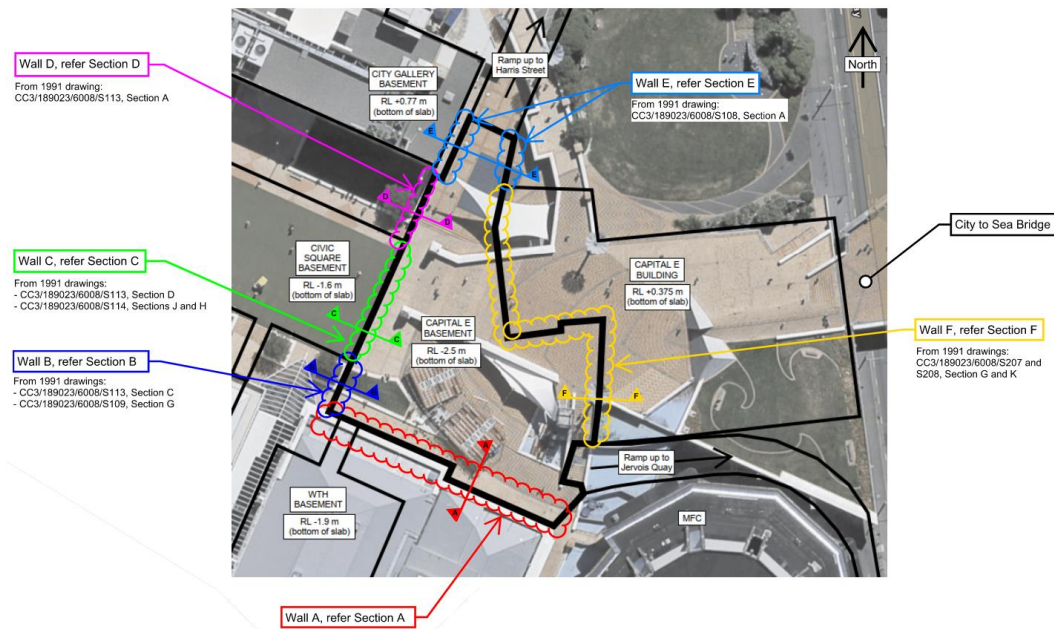 Wall D, refer Section D
From 1991 drawing:
CC3/189023/6008/S113, Section A
CITY GALLERY
BASEMENT
RL +0.77 m
(bottom of slab)
Ramp up to
Harris Street
Wall E, refer Section E
From 1991 drawing:
CC3/189023/6008/S108, Section A
North
E
E
D
D
City to Sea Bridge
Wall C, refer Section C
From 1991 drawings:
- CC3/189023/6008/S113, Section D
- CC3/189023/6008/S114, Sections J and H
CIVIC
SQUARE
BASEMENT
RL -1.6 m
(bottom of slab)
CAPITAL E
BUILDING
RL +0.375 m
(bottom of slab)
C
C
CAPITAL E
BASEMENT
RL -2.5 m
(bottom of slab)
Wall F, refer Section F
From 1991 drawings:
CC3/189023/6008/S207 and
S208, Section G and K
Wall B, refer Section B
From 1991 drawings:
- CC3/189023/6008/S113, Section C
- CC3/189023/6008/S109, Section G
F
F
A
A
Ramp up to
Jervois Quay
WTH
BASEMENT
RL -1.9 m
(bottom of slab)
MFC
Wall A, refer Section A